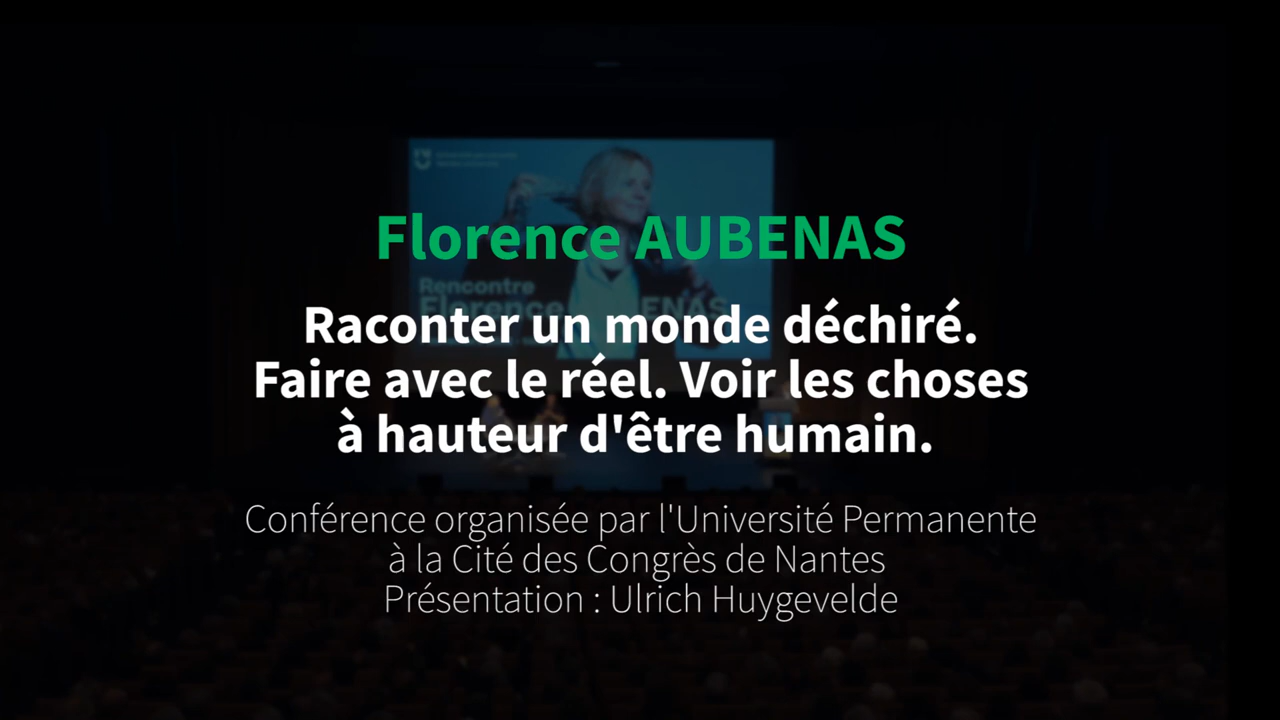 Florence AUBENAS
Raconter un monde déchiré.
Faire avec le réel. Voir les choses
à hauteur d'être humain.
Conférence organisée par l'Université Permanente
à la Cité des Congrès de Nantes
Présentation : Ulrich Huygevelde
Rencontre